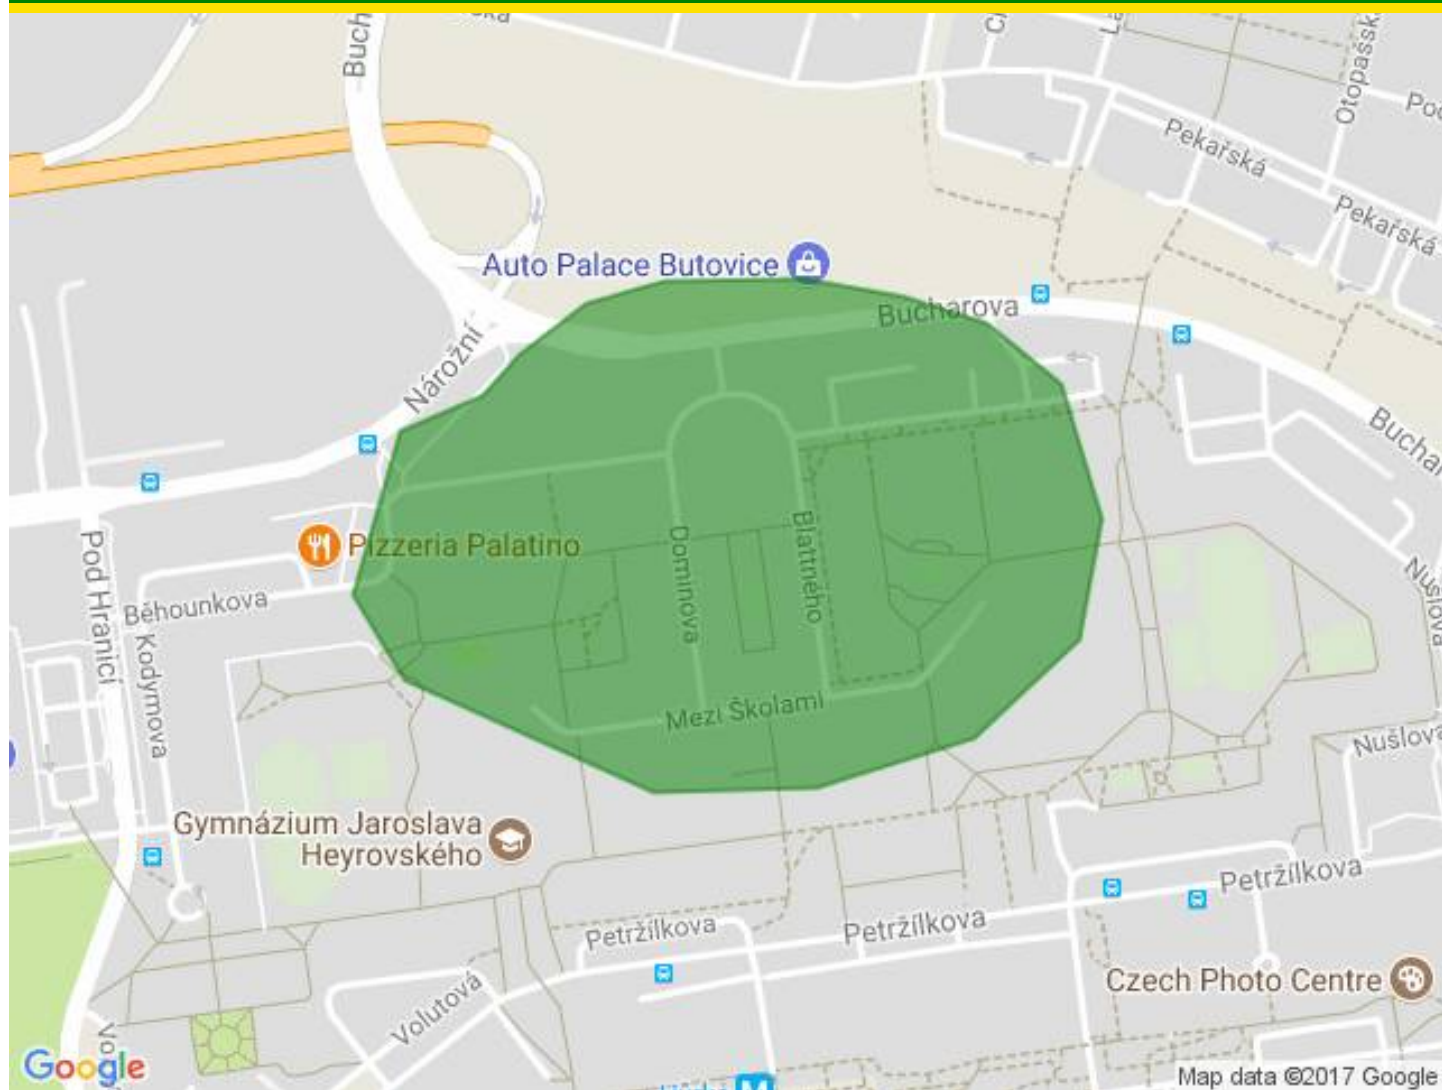 Buch
Otopašská
Pekařská
Pekařská
Auto Palace Butovice
Bucharova
Nárožní
Buchar
Pizzeria Palatino
Dominova
Blattného
Pod Hranicí
Běhounkova
Kodymova
Nušlova
Mezi Školami
Nušlova
Gymnázium Jaroslava
Heyrovského
Petržílkova
Petržílkova
Petržílkova
Czech Photo Centre
Volutová
Google
Map data ©2017 Google